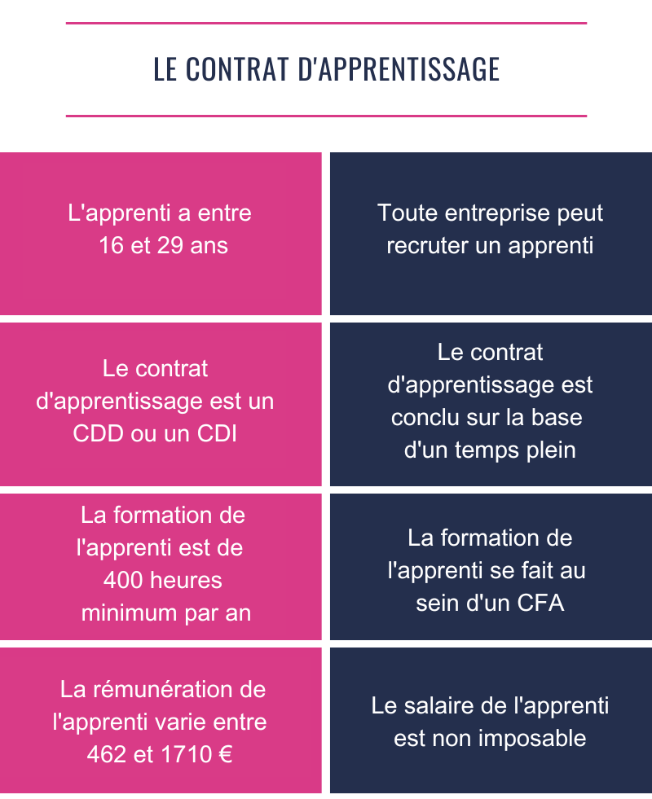 LE CONTRAT D'APPRENTISSAGE
L'apprenti a entre
16 et 29 ans
Toute entreprise peut
recruter un apprenti
Le contrat
d'apprentissage est un
CDD ou un CDI
Le contrat
d'apprentissage est
conclu sur la base
d'un temps plein
La formation de
l'apprenti est de
400 heures
minimum par an
La formation de
l'apprenti se fait au
sein d'un CFA
La rémunération de
l'apprenti varie entre
462 et 1710 €
Le salaire de l'apprenti
est non imposable